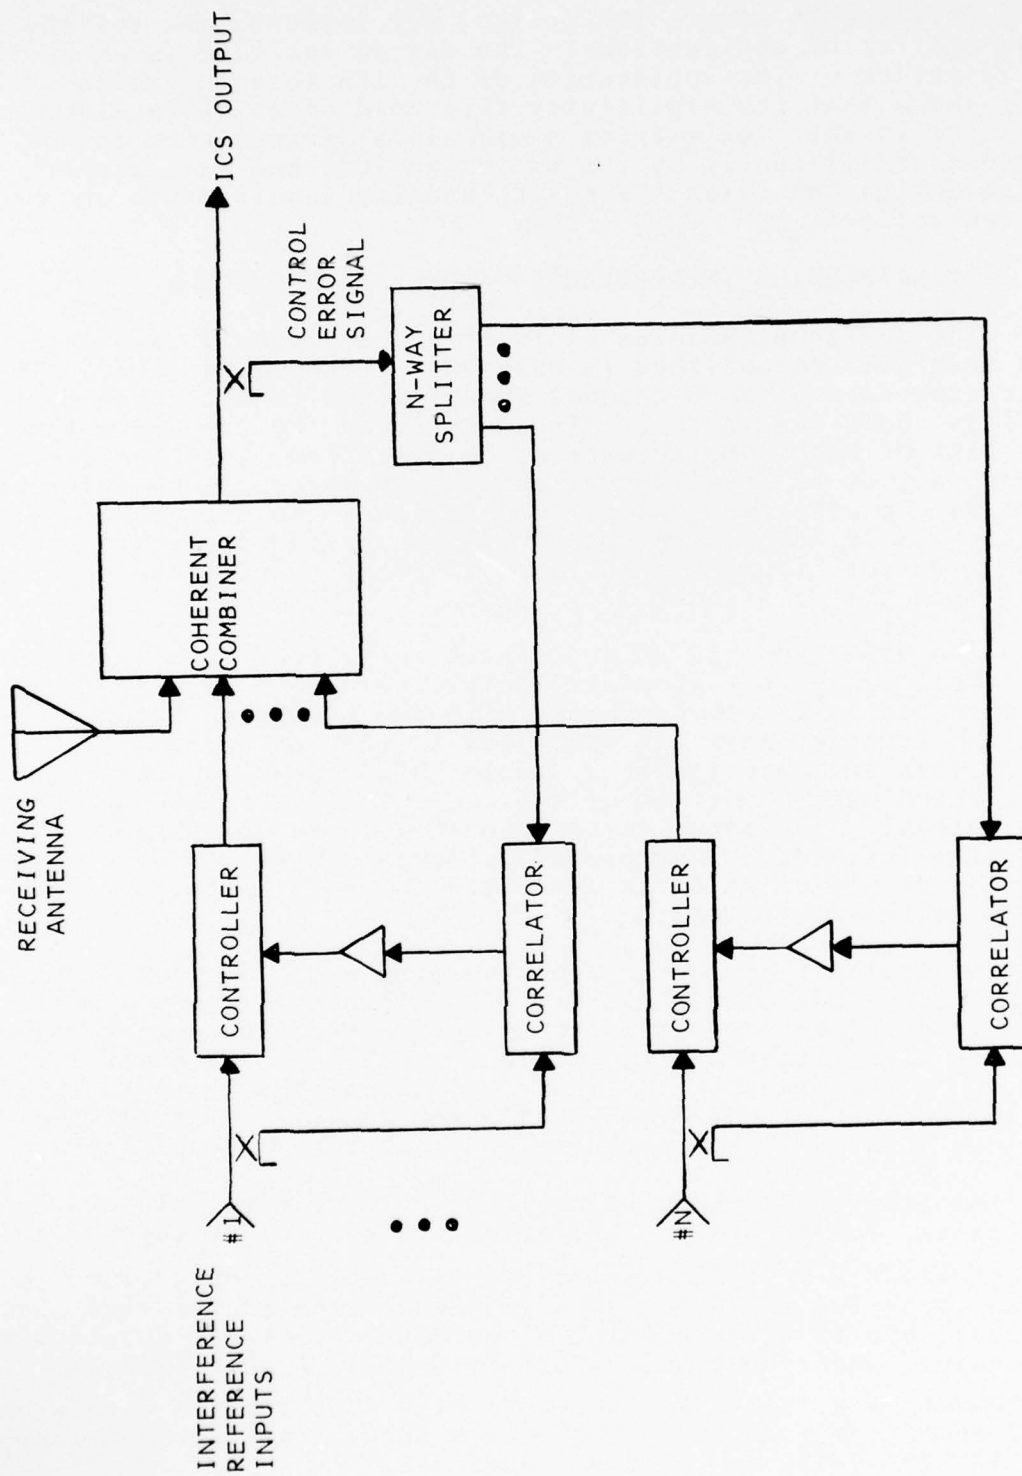 RECEIVING
ANTENNA
INTERFERENCE
REFERENCE
INPUTS
#1
CONTROLLER
COHERENT
COMBINER
ICS OUTPUT
CONTROL
ERROR
SIGNAL
N-WAY
SPLITTER
CORRELATOR
#N
CONTROLLER
CORRELATOR